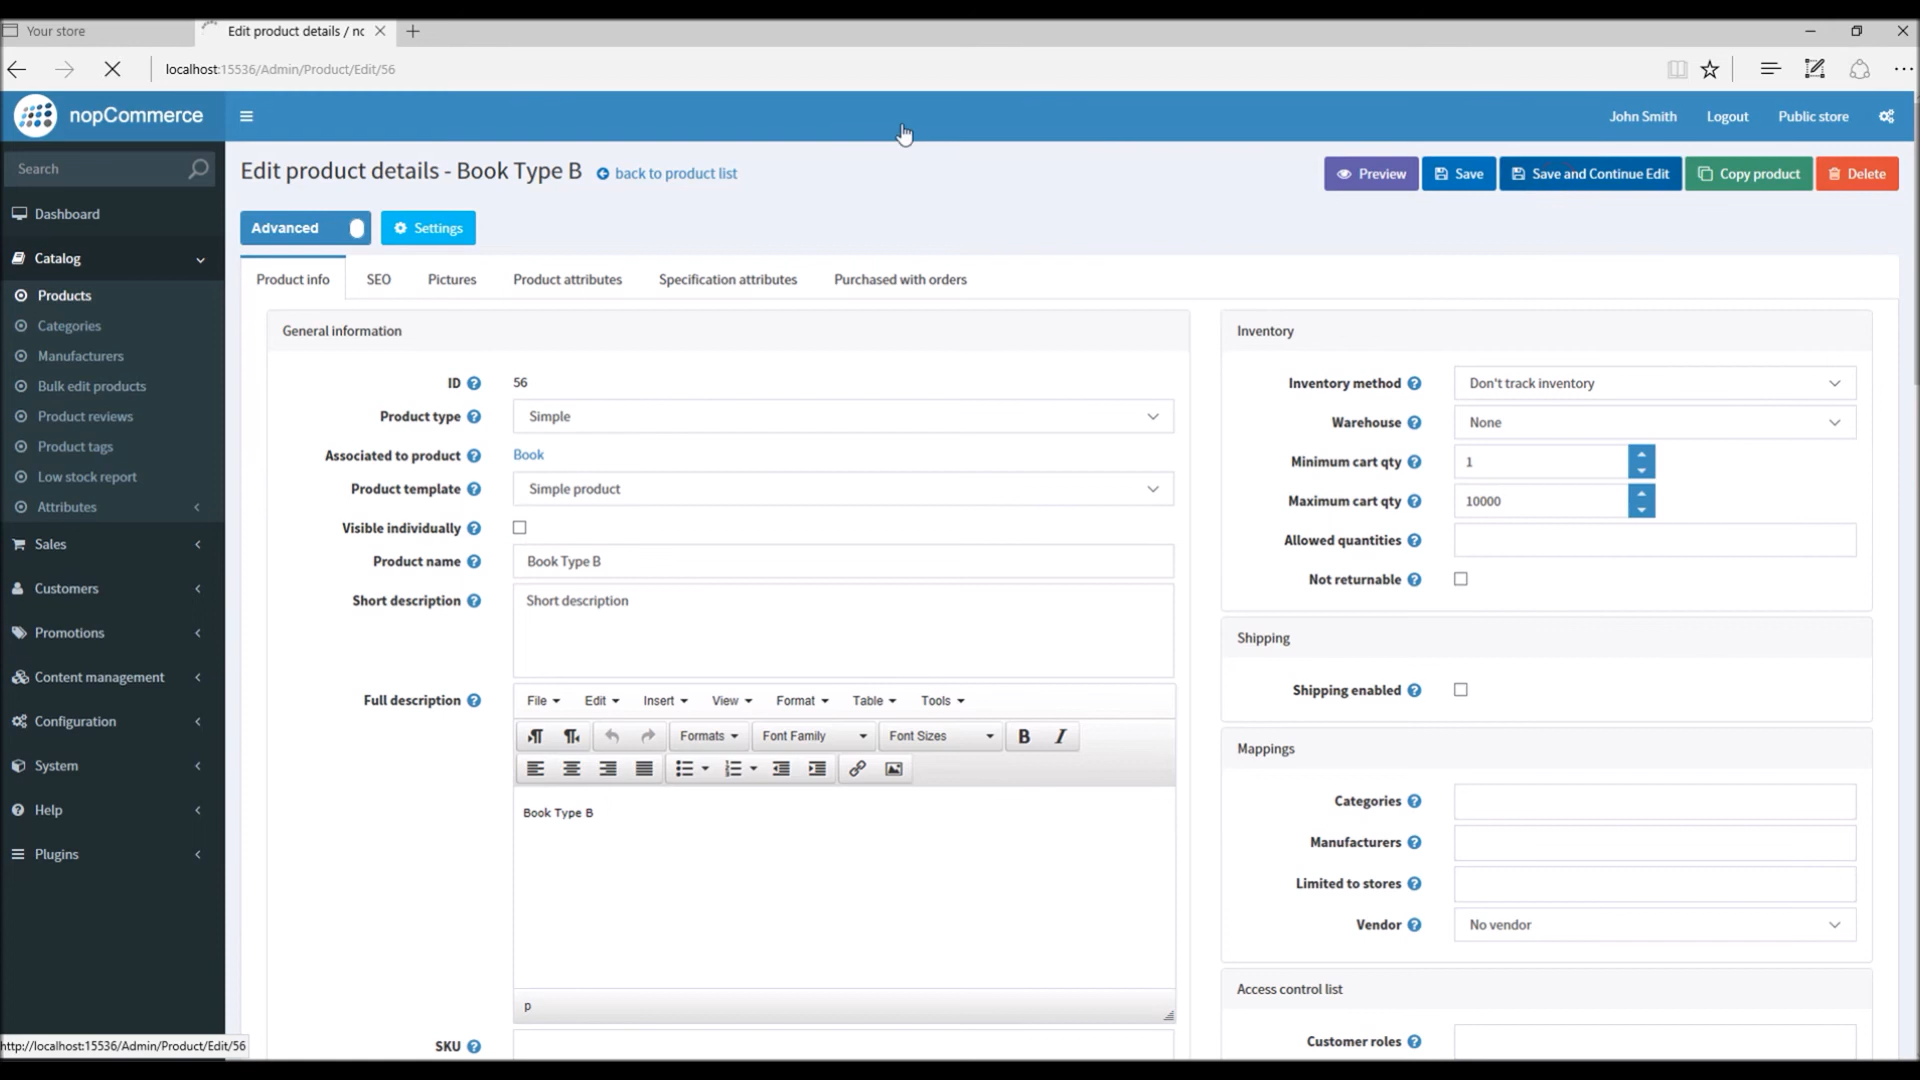 Your store
Edit product details / nc
localhost:15536/Admin/Product/Edit/56
nopCommerce
John Smith
Logout
Public store
Search
Edit product details - Book Type B
back to product list
Preview
Save
Save and Continue Edit
Copy product
Delete
Dashboard
Advanced
Settings
Catalog
Products
Categories
Manufacturers
Bulk edit products
Product reviews
Product tags
Low stock report
Attributes
Sales
Customers
Promotions
Content management
Configuration
System
Help
Plugins
Product info
SEO
Pictures
Product attributes
Specification attributes
Purchased with orders
General information
ID
56
Product type
Simple
Associated to product
Book
Product template
Simple product
Visible individually
Product name
Book Type B
Short description
Short description
Full description
File
Edit
Insert
View
Format
Table
Tools
Formats
Font Family
Font Sizes
B
I
Book Type B
p
SKU
Inventory
Inventory method
Don't track inventory
Warehouse
None
Minimum cart qty
1
Maximum cart qty
10000
Allowed quantities
Not returnable
Shipping
Shipping enabled
Mappings
Categories
Manufacturers
Limited to stores
Vendor
No vendor
Access control list
Customer roles
http://localhost:15536/Admin/Product/Edit/56